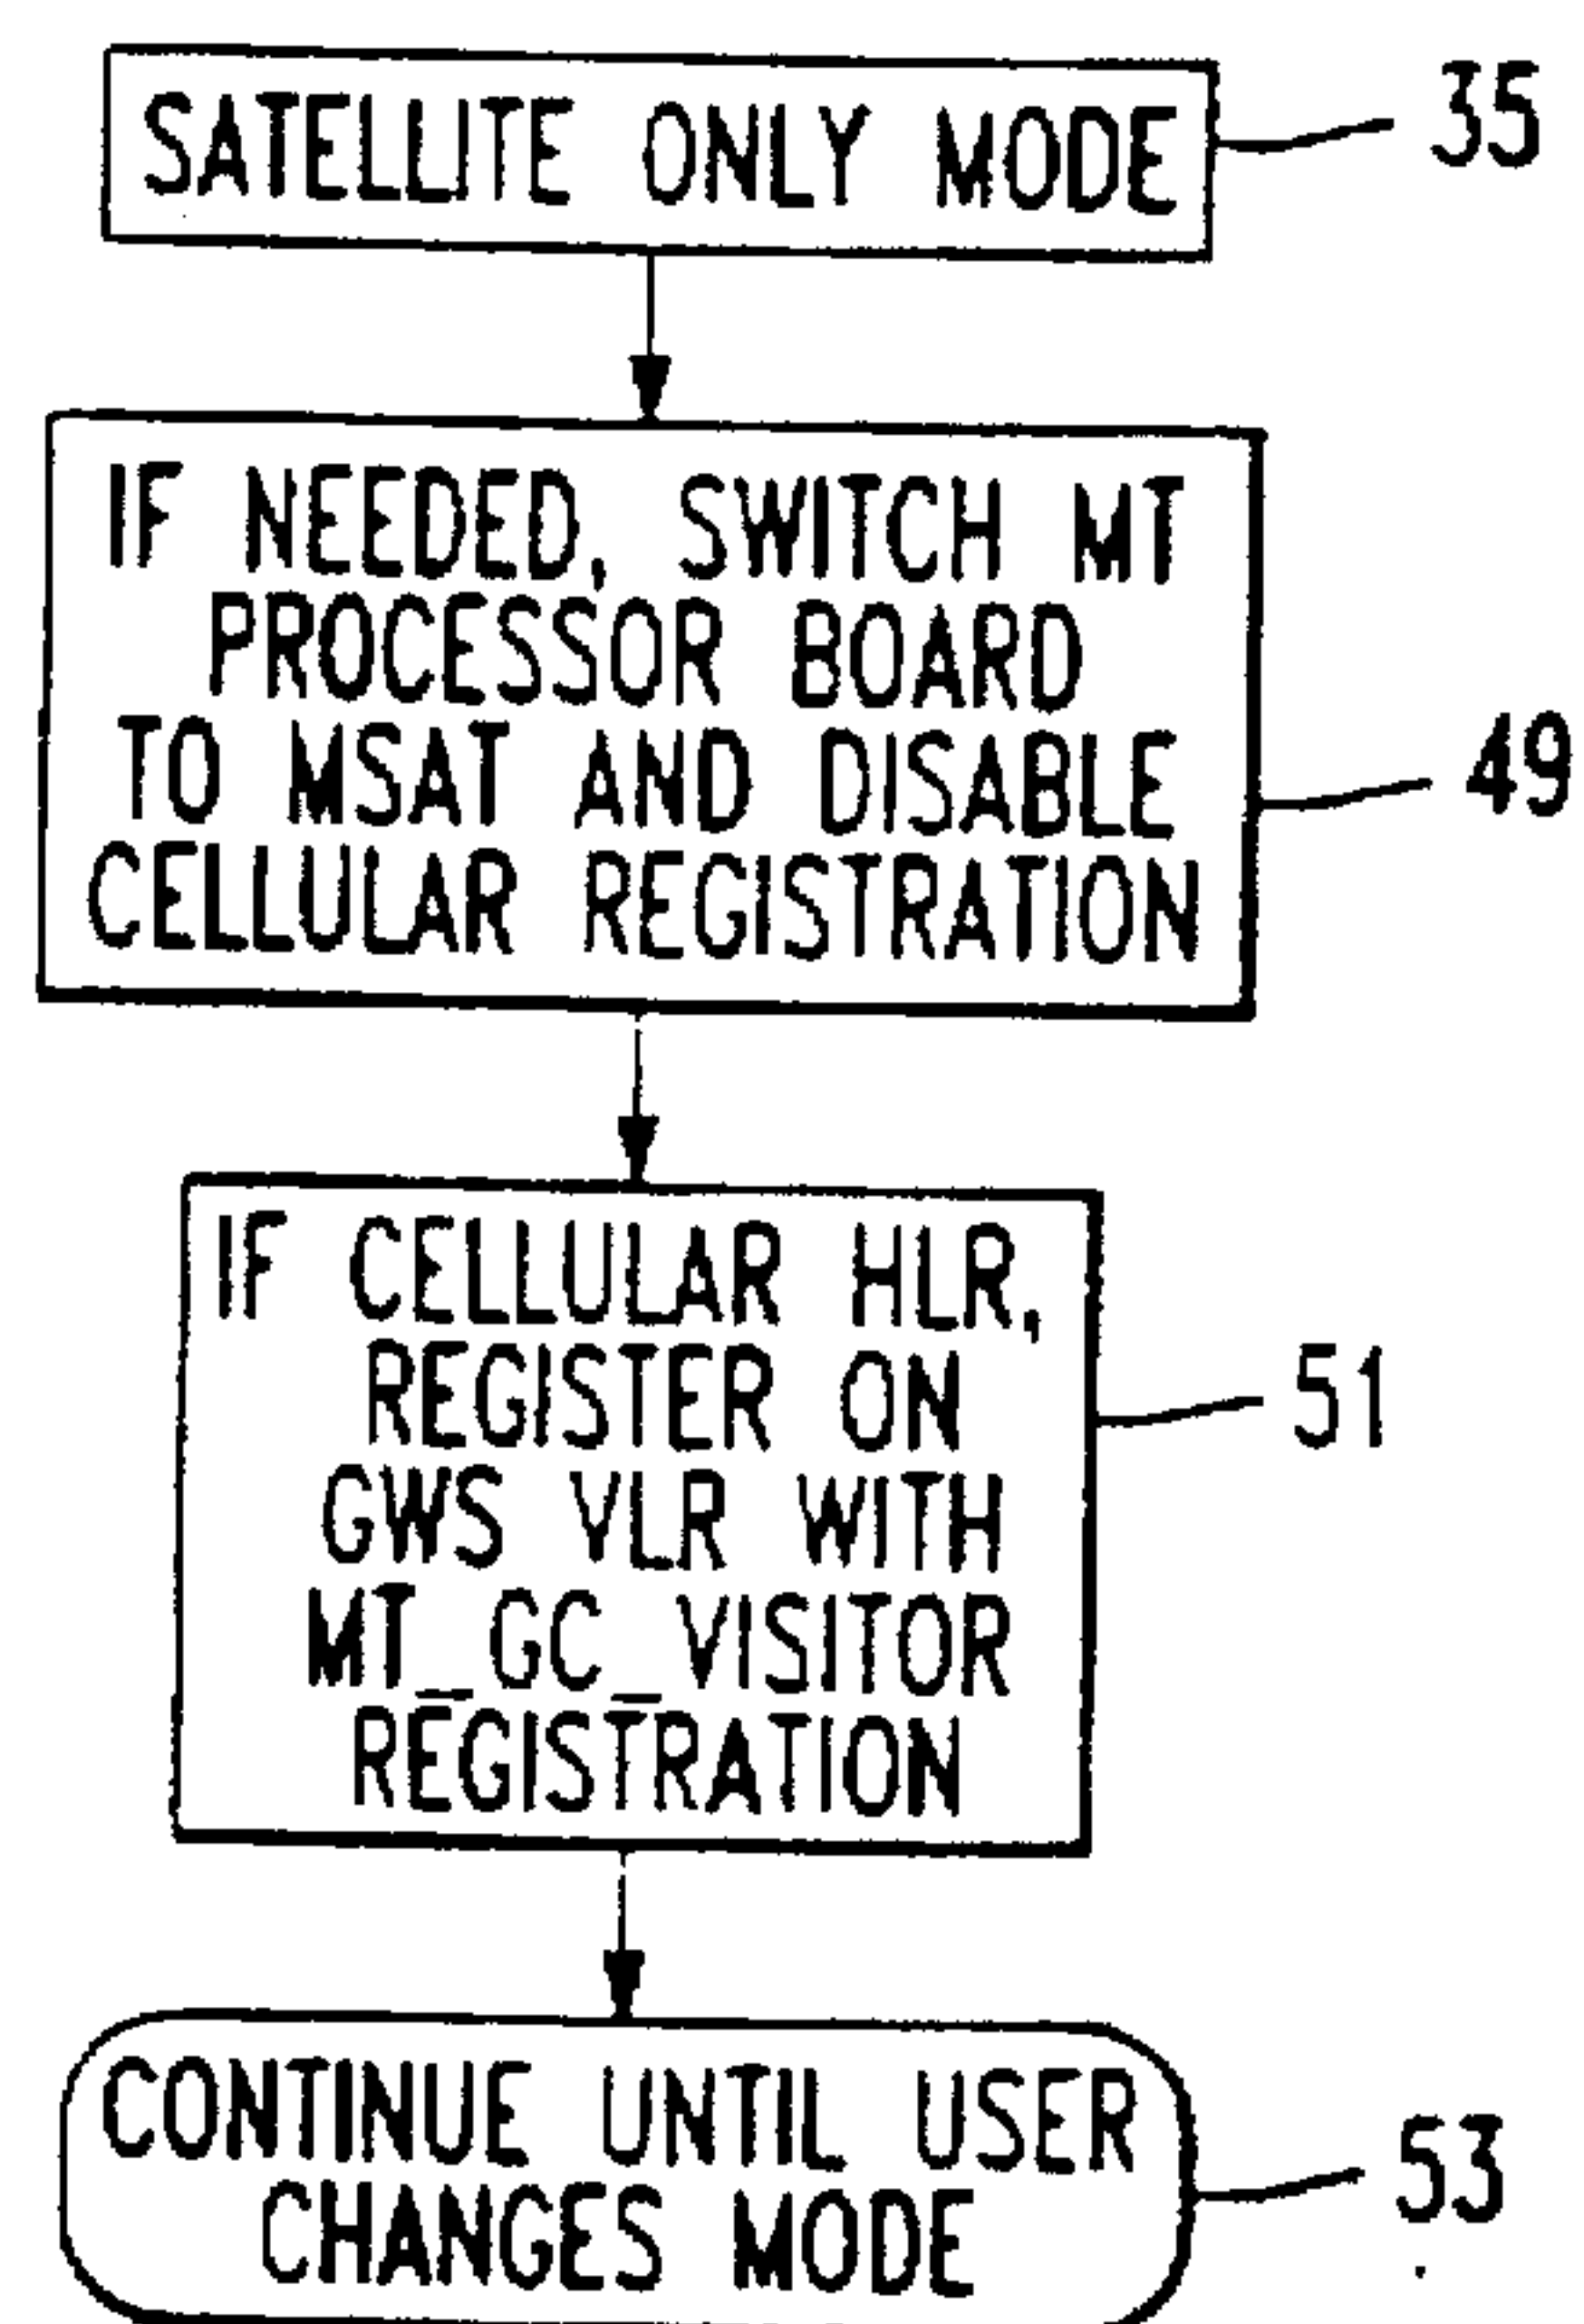 SATELLITE ONLY MODE
35
IF NEEDED, SWITCH MT
PROCESSOR BOARD
TO MSAT AND DISABLE
CELLULAR REGISTRATION
49
IF CELLULAR HLR,
REGISTER ON
GWS VLR WITH
MT_GC_VISITOR
REGISTRATION
51
CONTINUE UNTIL USER
CHANGES MODE
53